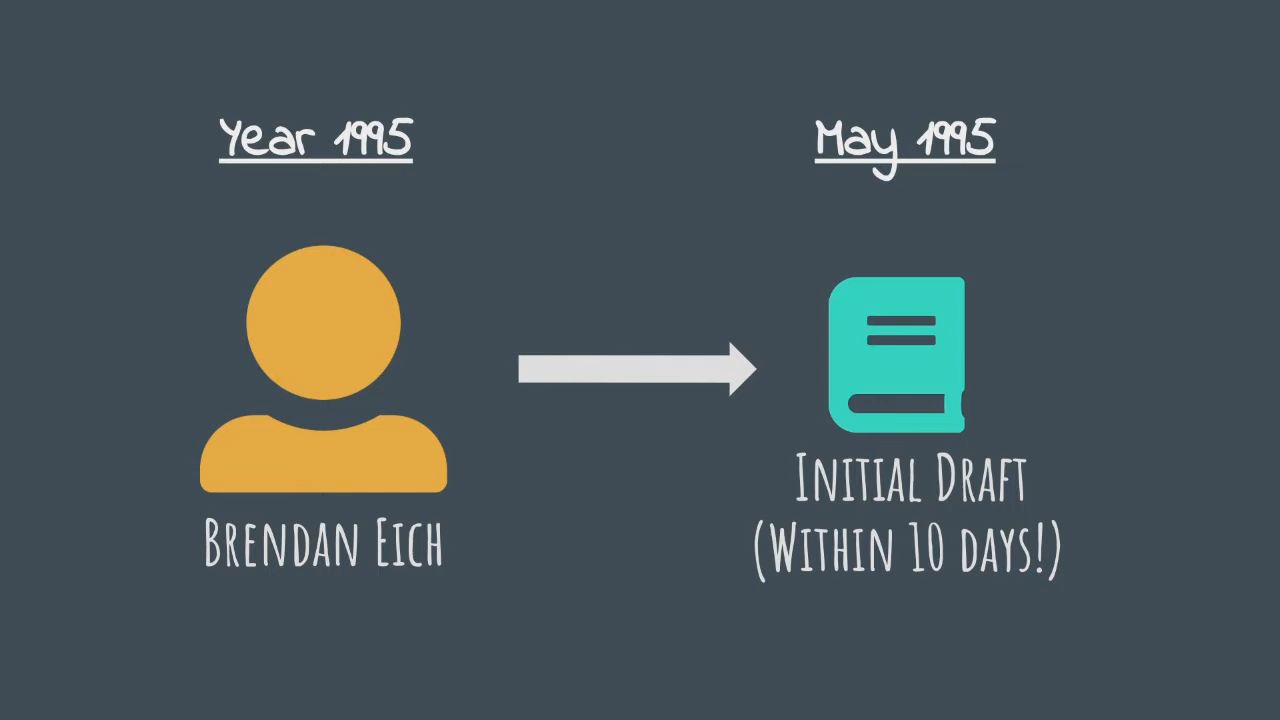 Year 1995
May 1995
Brendan Eich
Initial Draft
(Within 10 days!)